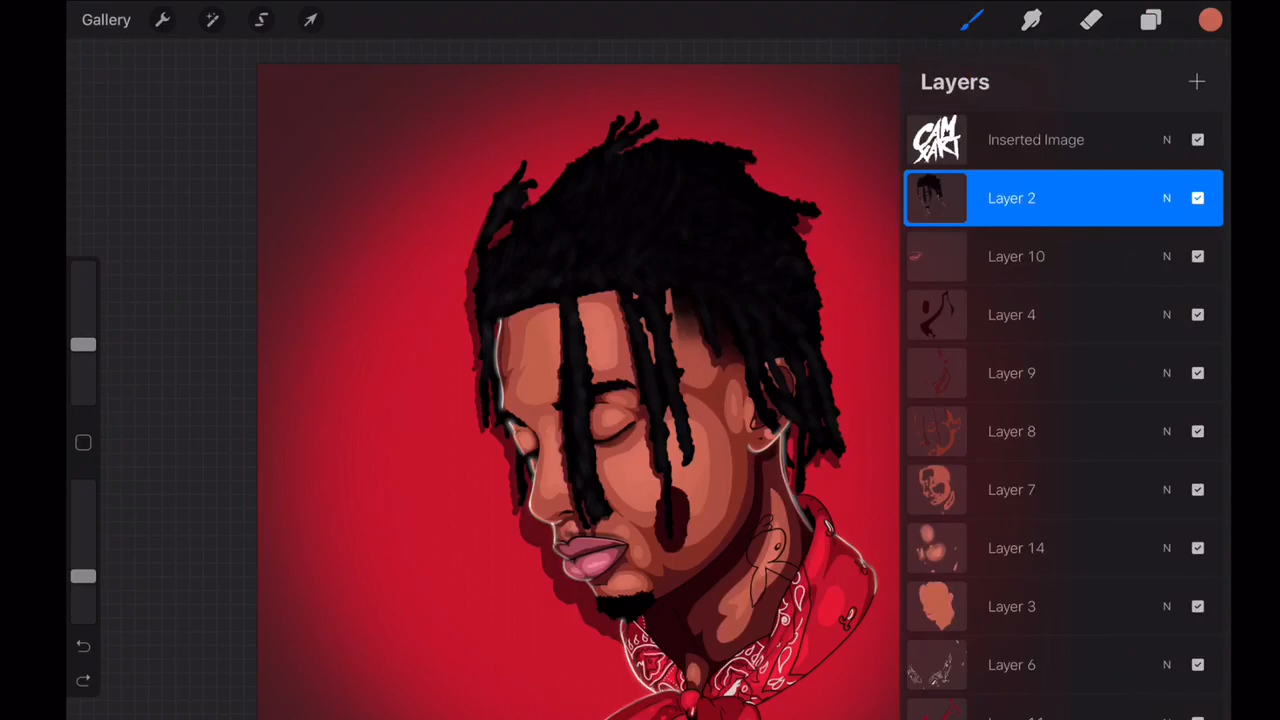 Gallery
Layers
CAM
XART
Inserted Image N
Layer 2 N
Layer 10 N
Layer 4 N
Layer 9 N
Layer 8 N
Layer 7 N
Layer 14 N
Layer 3 N
Layer 6 N